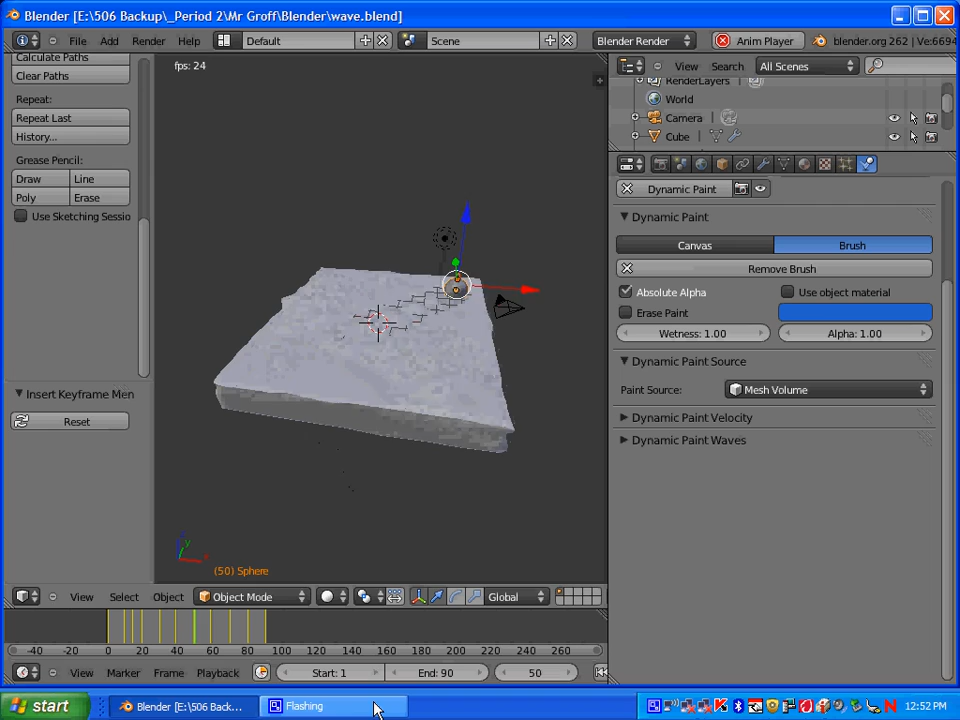 Blender [E:\506 Backup\_Period 2\Mr Groff\Blender\wave.blend]
File Add Render Help Default Scene Blender Render Anim Player blender.org 262 | Ve:6694
Calculate Paths
Clear Paths
Repeat:
Repeat Last
History...
Grease Pencil:
Draw Line
Poly Erase
Use Sketching Sessio
Insert Keyframe Men
Reset
fps: 24
(50) Sphere
View Search All Scenes
RenderLayers
World
Camera
Cube
Dynamic Paint
Dynamic Paint
Canvas Brush
Remove Brush
Absolute Alpha Use object material
Erase Paint
Wetness: 1.00 Alpha: 1.00
Dynamic Paint Source
Paint Source: Mesh Volume
Dynamic Paint Velocity
Dynamic Paint Waves
View Select Object Object Mode Global
-40 -20 0 20 40 60 80 100 120 140 160 180 200 220 240 260
View Marker Frame Playback Start: 1 End: 90 50
start Blender [E:\506 Back... Flashing 12:52 PM